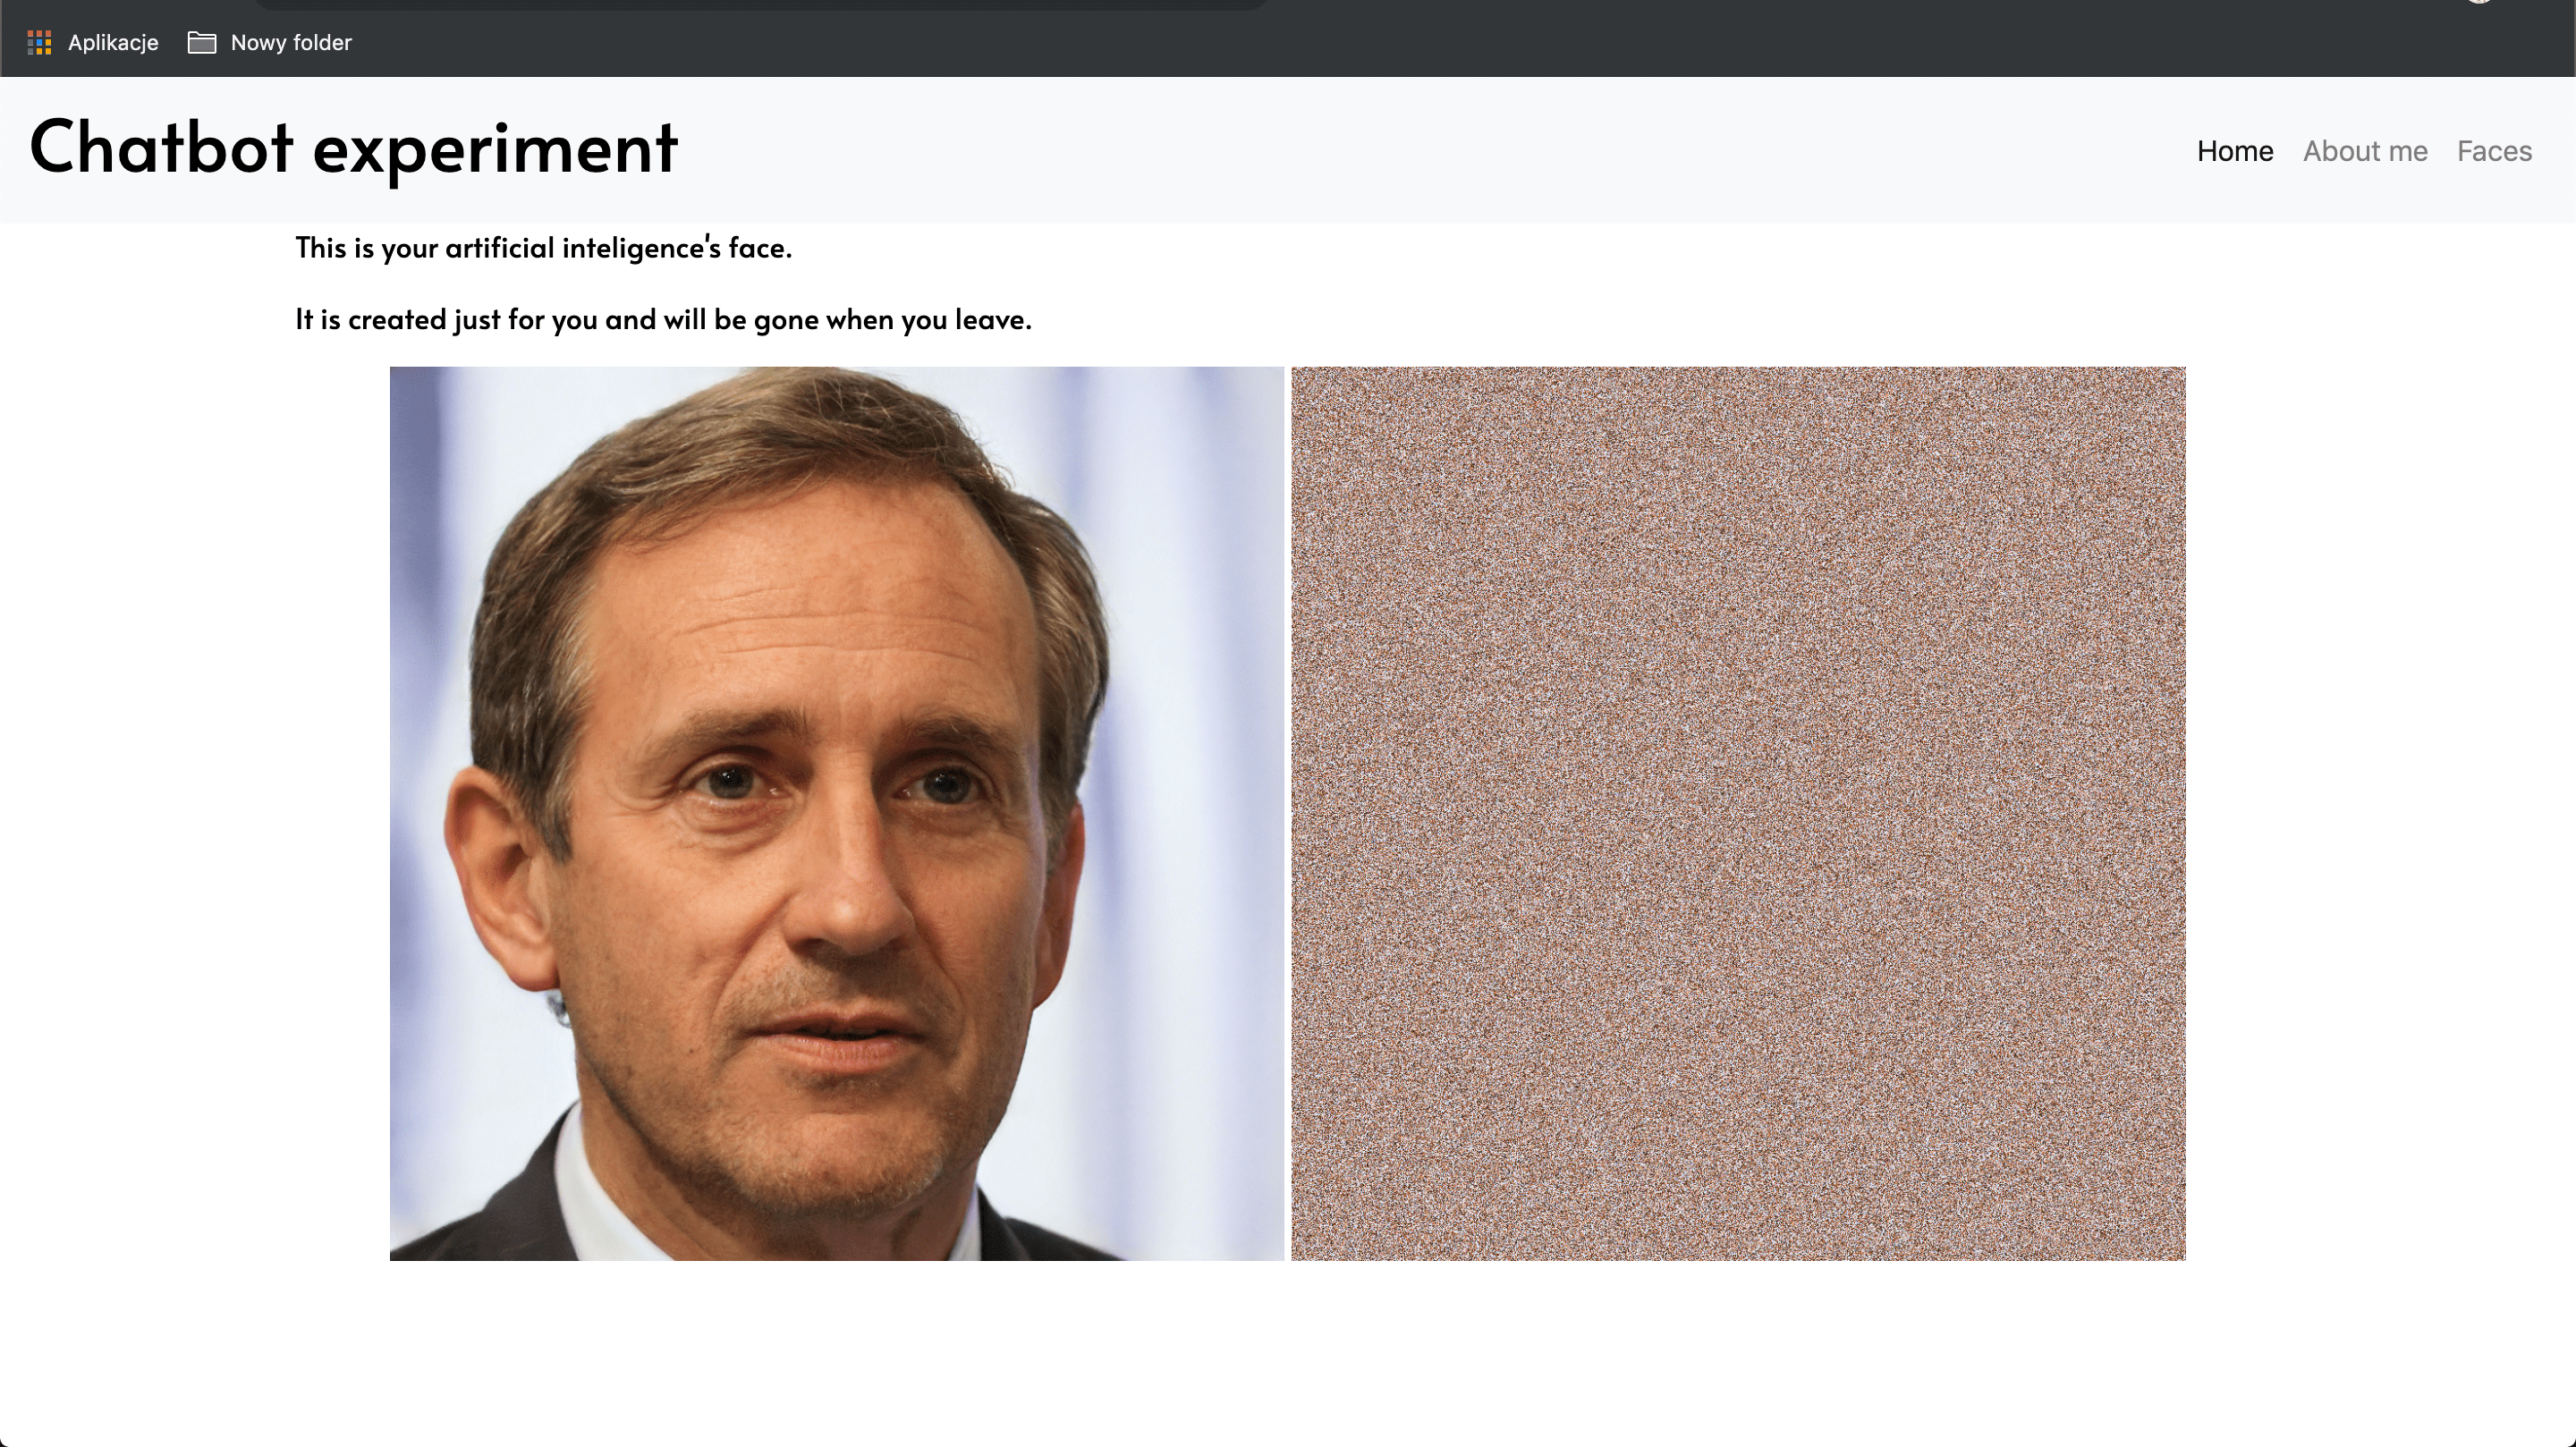 Aplikacje Nowy folder
Chatbot experiment
Home About me Faces
This is your artificial inteligence's face.
It is created just for you and will be gone when you leave.